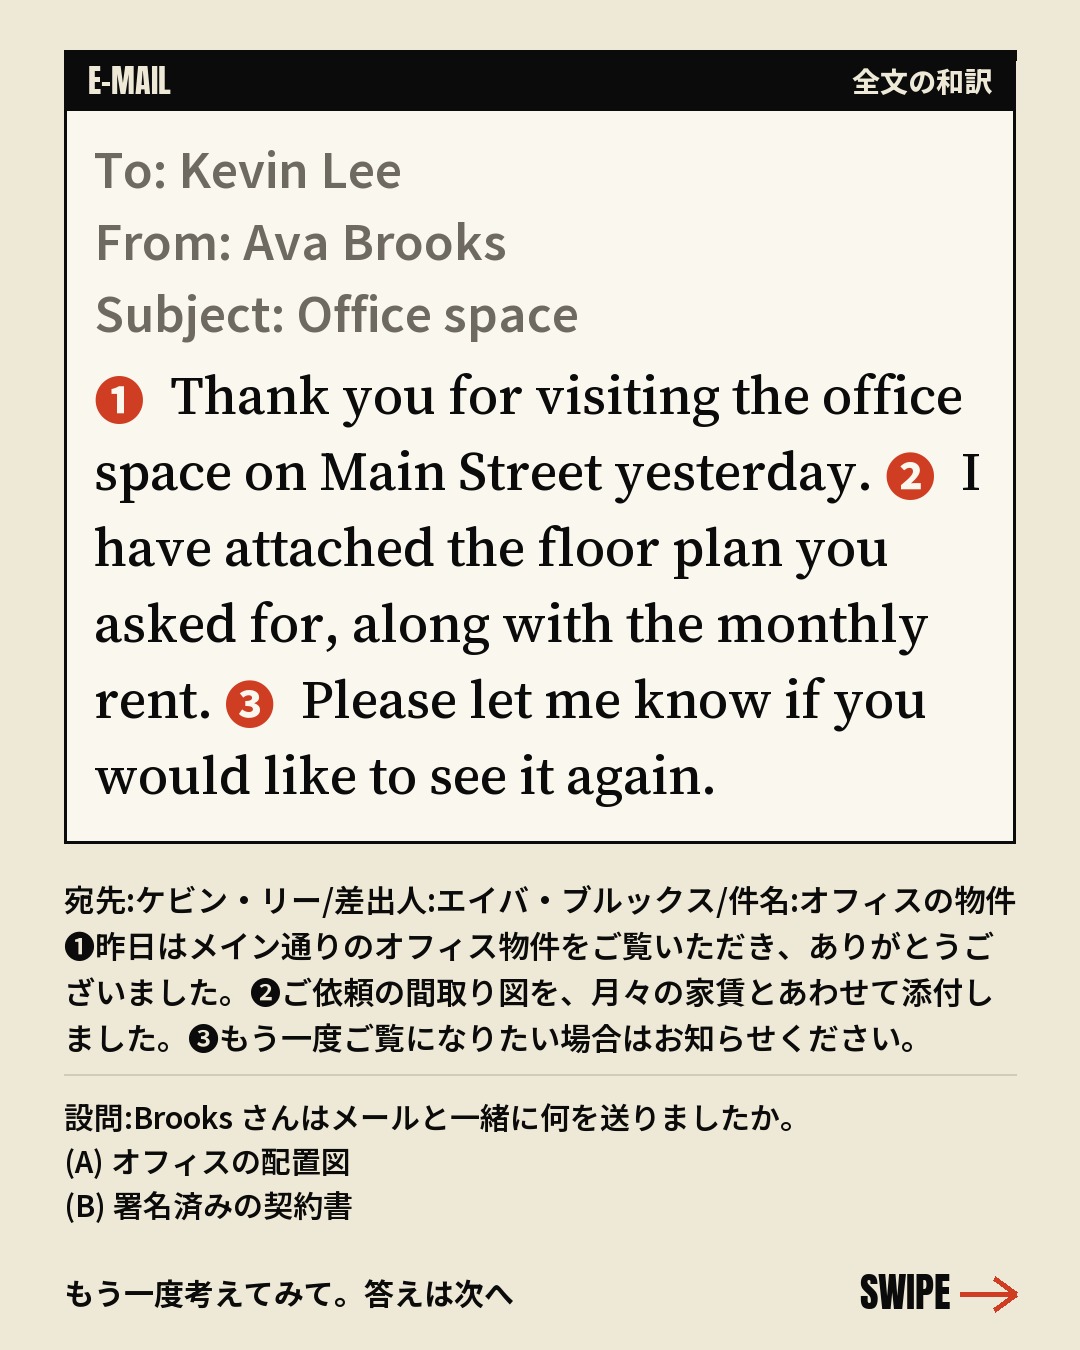 E-MAIL
全文の和訳
To: Kevin Lee
From: Ava Brooks
Subject: Office space
❶ Thank you for visiting the office
space on Main Street yesterday. ❷ I
have attached the floor plan you
asked for, along with the monthly
rent. ❸ Please let me know if you
would like to see it again.
宛先:ケビン・リー/差出人:エイバ・ブルックス/件名:オフィスの物件
❶昨日はメイン通りのオフィス物件をご覧いただき、ありがとうご
ざいました。❷ご依頼の間取り図を、月々の家賃とあわせて添付し
ました。❸もう一度ご覧になりたい場合はお知らせください。
設問:Brooks さんはメールと一緒に何を送りましたか。
(A) オフィスの配置図
(B) 署名済みの契約書
もう一度考えてみて。答えは次へ
SWIPE